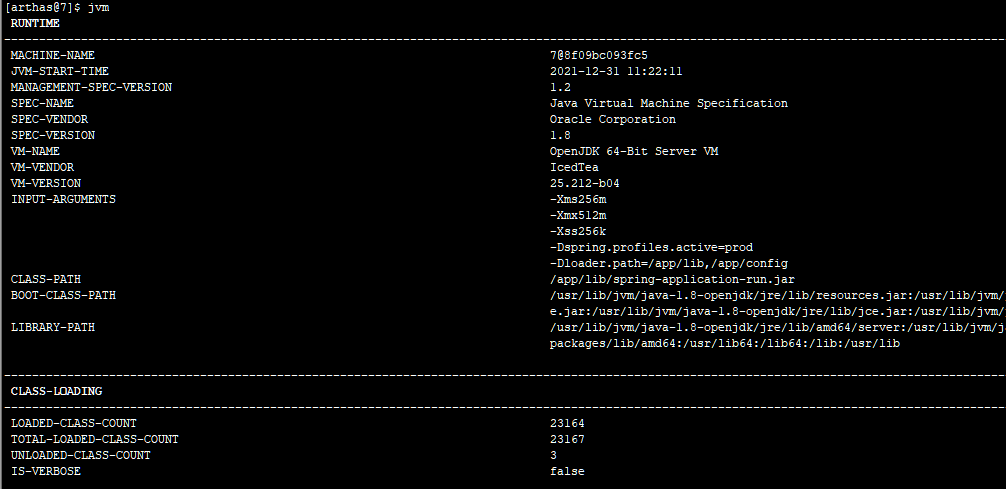 [arthas@7]$ jvm
RUNTIME
MACHINE-NAME 7@8f09bc093fc5
JVM-START-TIME 2021-12-31 11:22:11
MANAGEMENT-SPEC-VERSION 1.2
SPEC-NAME Java Virtual Machine Specification
SPEC-VENDOR Oracle Corporation
SPEC-VERSION 1.8
VM-NAME OpenJDK 64-Bit Server VM
VM-VENDOR IcedTea
VM-VERSION 25.212-b04
INPUT-ARGUMENTS -Xms256m
-Xmx512m
-Xss256k
-Dspring.profiles.active=prod
-Dloader.path=/app/lib,/app/config
CLASS-PATH /app/lib/spring-application-run.jar
BOOT-CLASS-PATH /usr/lib/jvm/java-1.8-openjdk/jre/lib/resources.jar:/usr/lib/jvm/
e.jar:/usr/lib/jvm/java-1.8-openjdk/jre/lib/jce.jar:/usr/lib/jvm/
LIBRARY-PATH /usr/lib/jvm/java-1.8-openjdk/jre/lib/amd64/server:/usr/lib/jvm/j
packages/lib/amd64:/usr/lib64:/lib64:/lib:/usr/lib
CLASS-LOADING
LOADED-CLASS-COUNT 23164
TOTAL-LOADED-CLASS-COUNT 23167
UNLOADED-CLASS-COUNT 3
IS-VERBOSE false